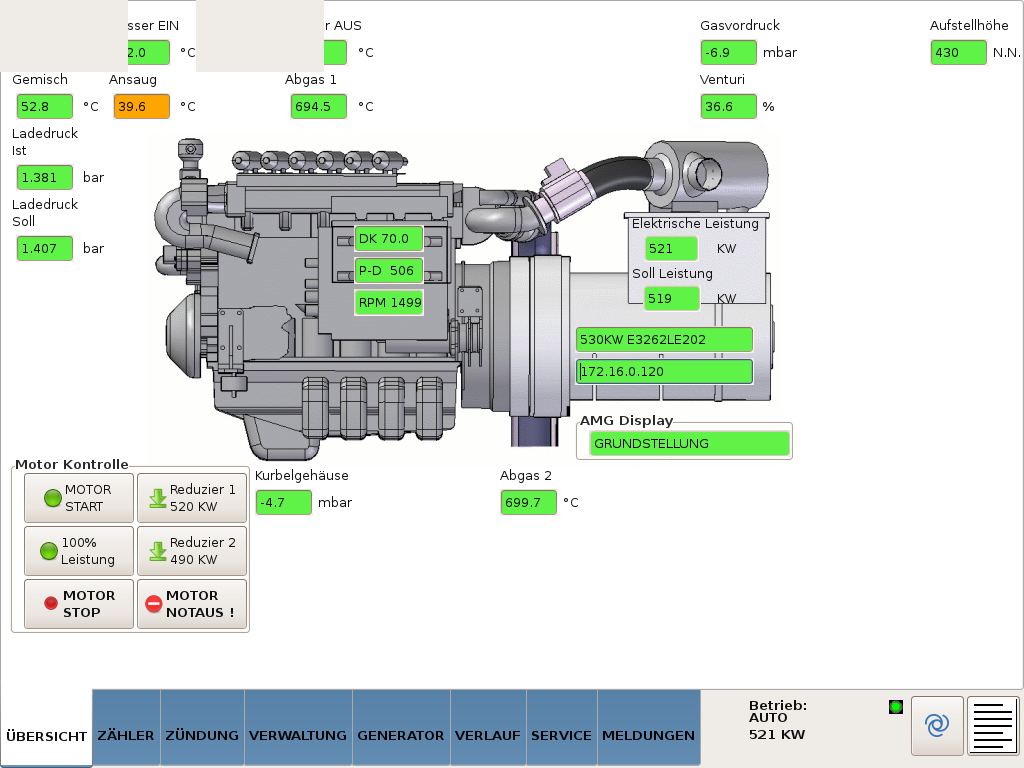 sser EIN
r AUS
Gasvordruck
Aufstellhöhe
2.0 °C
°C
-6.9 mbar
430 N.N.
Gemisch
Ansaug
Abgas 1
Venturi
52.8 °C
39.6 °C
694.5 °C
36.6 %
Ladedruck
Ist
1.381 bar
Ladedruck
Soll
1.407 bar
DK 70.0
P-D 506
RPM 1499
Elektrische Leistung
521 KW
Soll Leistung
519 KW
530KW E3262LE202
172.16.0.120
AMG Display
GRUNDSTELLUNG
Motor Kontrolle
MOTOR
START
Reduzier 1
520 KW
100%
Leistung
Reduzier 2
490 KW
MOTOR
STOP
MOTOR
NOTAUS !
Kurbelgehäuse
-4.7 mbar
Abgas 2
699.7 °C
ÜBERSICHT
ZÄHLER
ZÜNDUNG
VERWALTUNG
GENERATOR
VERLAUF
SERVICE
MELDUNGEN
Betrieb:
AUTO
521 KW